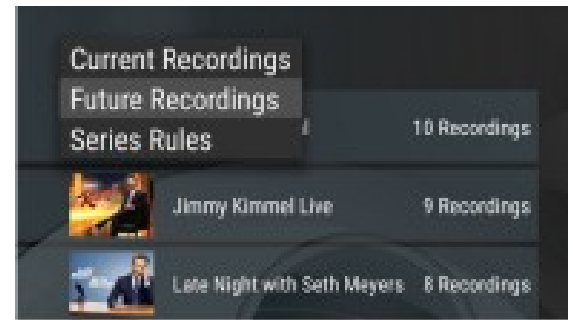 Current Recordings
Future Recordings
Series Rules
10 Recordings
Jimmy Kimmel Live
9 Recordings
Late Night with Seth Meyers
8 Recordings